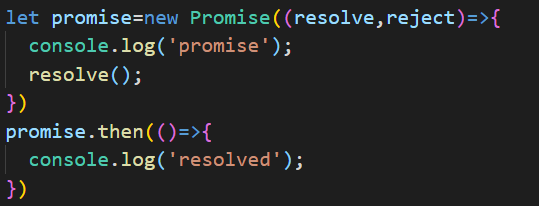 let promise=new Promise((resolve,reject)=>{
  console.log('promise');
  resolve();
})
promise.then(()=>{
  console.log('resolved');
})